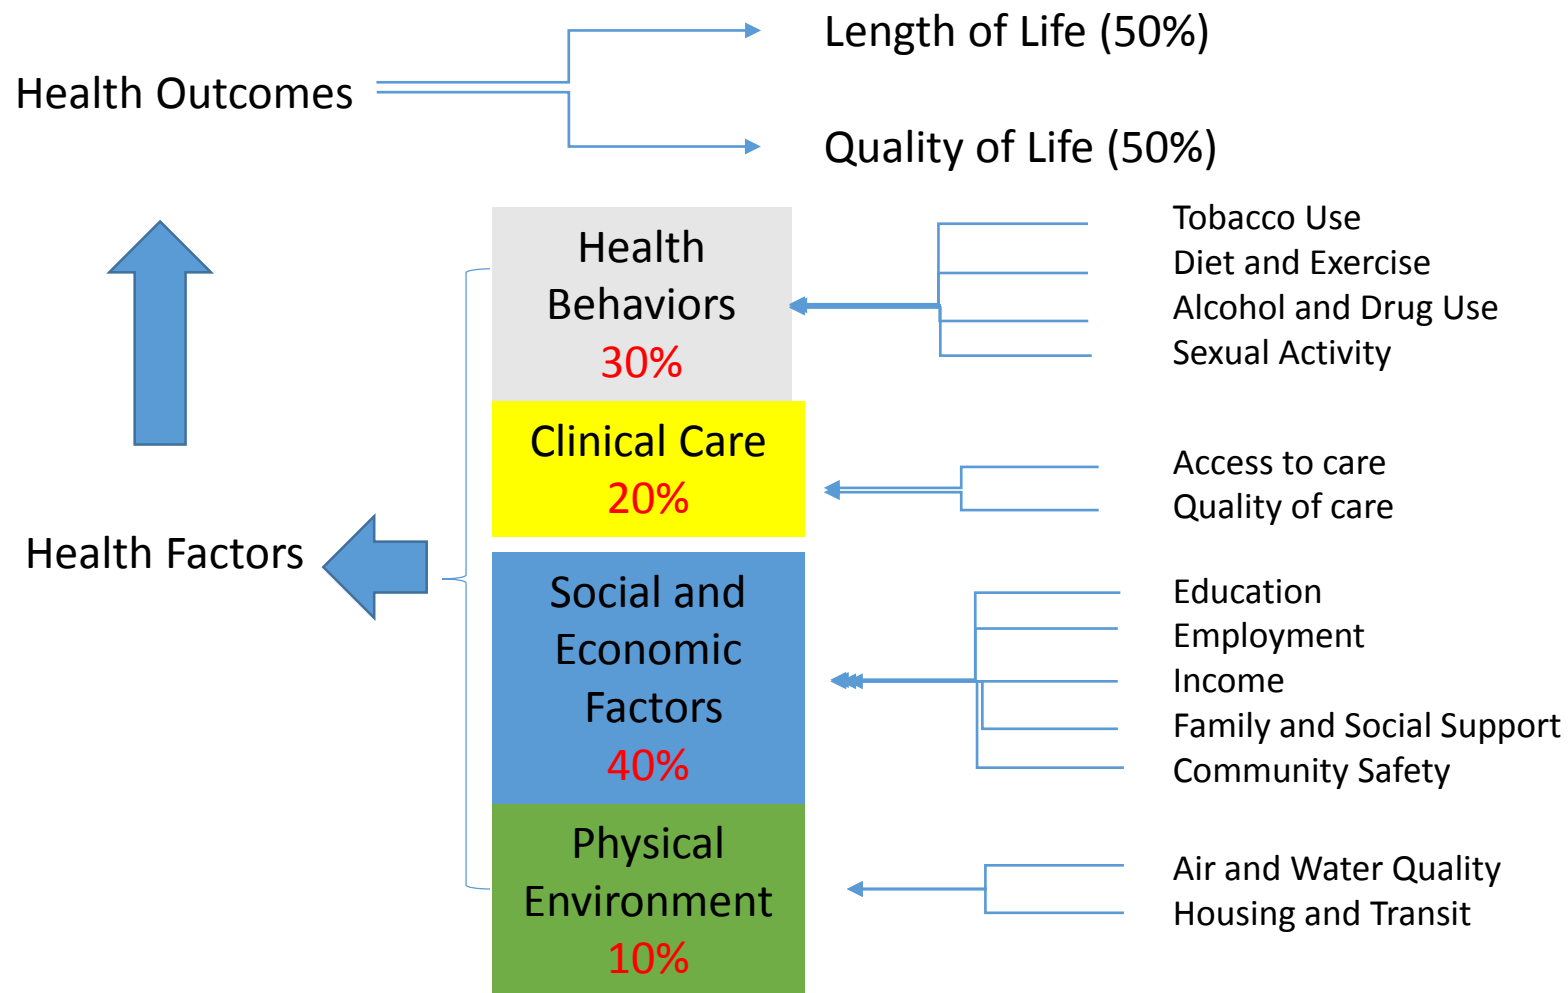 Health Outcomes
Length of Life (50%)
Quality of Life (50%)
Health Factors
Health
Behaviors
30%
Tobacco Use
Diet and Exercise
Alcohol and Drug Use
Sexual Activity
Clinical Care
20%
Access to care
Quality of care
Social and
Economic
Factors
40%
Education
Employment
Income
Family and Social Support
Community Safety
Physical
Environment
10%
Air and Water Quality
Housing and Transit